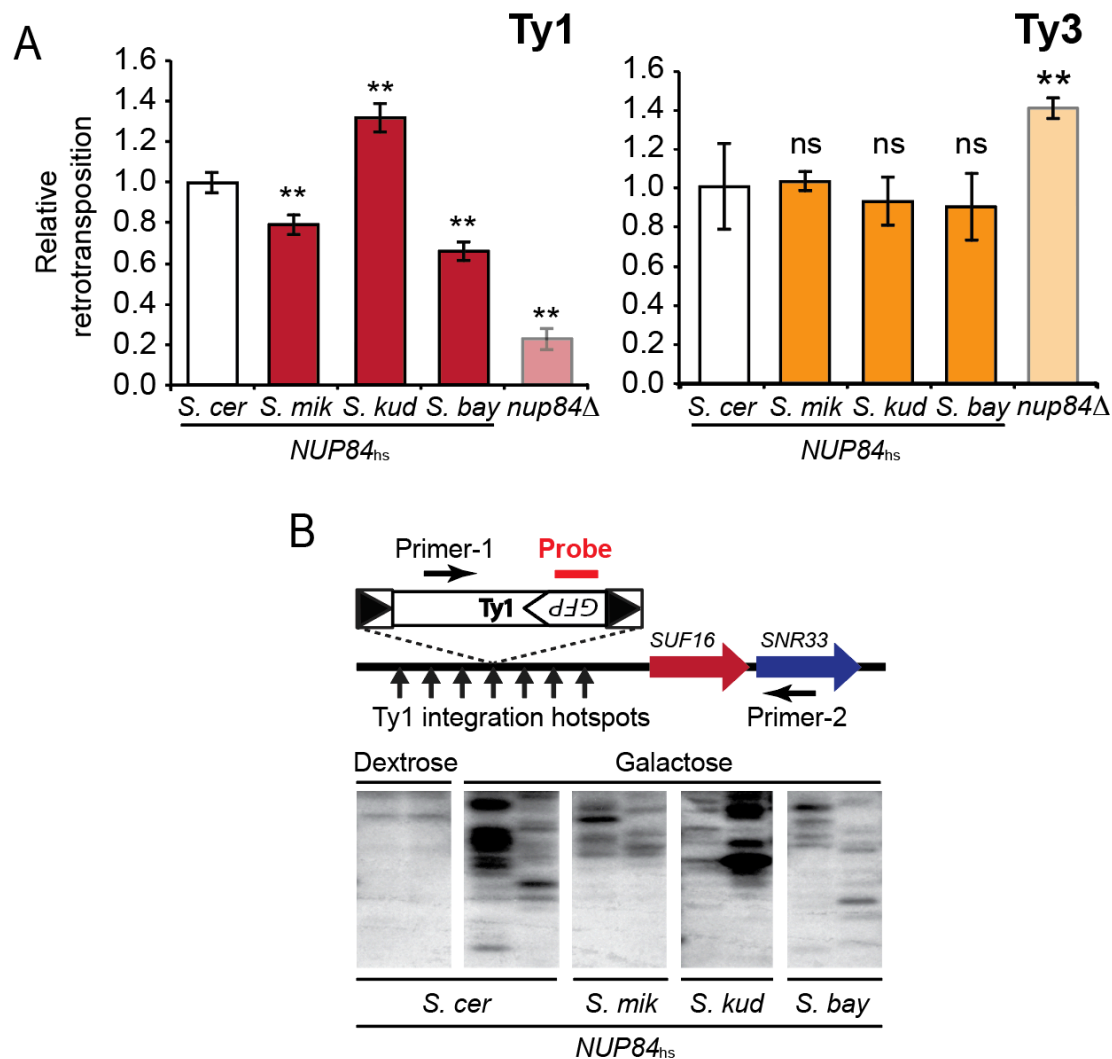 A
Ty1
Ty3
Relative
retrotransposition
1.6
1.4
1.2
1.0
0.8
0.6
0.4
0.2
0.0
**
**
**
**
S. cer S. mik S. kud S. bay nup84Δ
NUP84hs
1.6
1.4
1.2
1.0
0.8
0.6
0.4
0.2
0.0
ns ns ns **
S. cer S. mik S. kud S. bay nup84Δ
NUP84hs
B
Primer-1 Probe
Ty1 GFP
SUF16 SNR33
Ty1 integration hotspots Primer-2
Dextrose Galactose
S. cer S. mik S. kud S. bay
NUP84hs